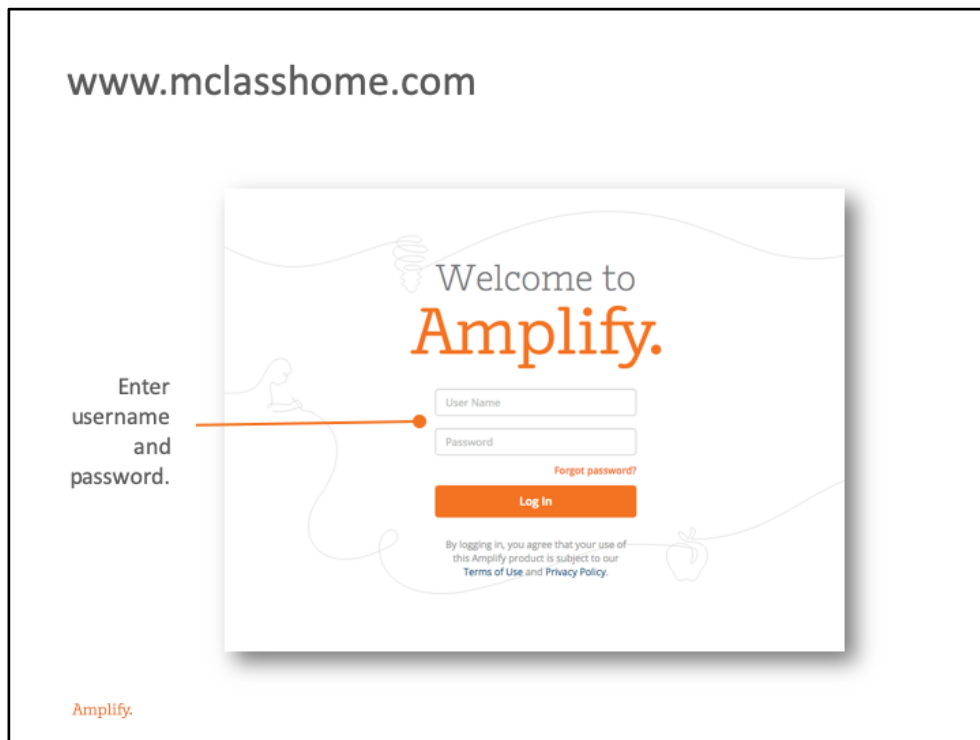 www.mclasshome.com
Welcome to
Amplify.
Enter
username
and
password.
User Name
Password
Forgot password?
Log In
By logging in, you agree that your use of
this Amplify product is subject to our
Terms of Use and Privacy Policy.
Amplify.